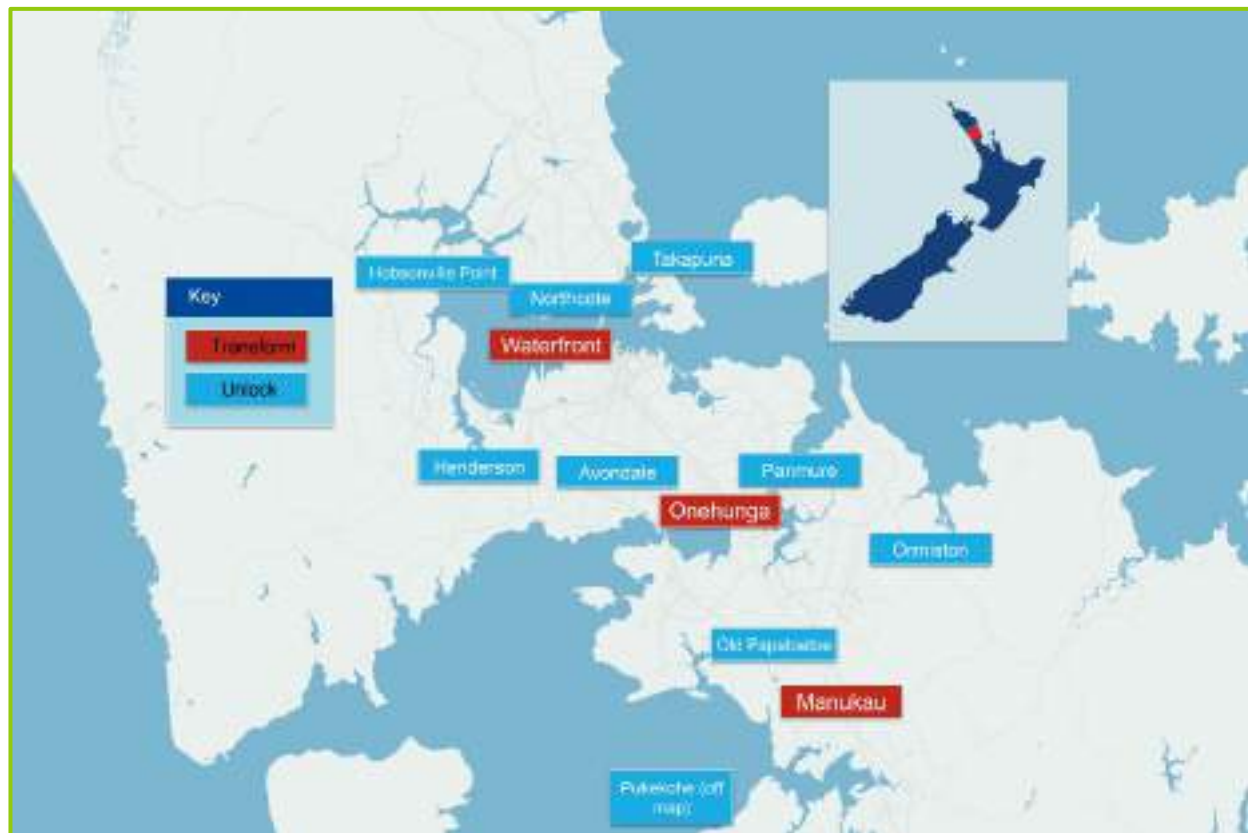 Takapuna
Hobsonville Point
Northcote
Key
Waterfront
Transform
Unlock
Henderson
Avondale
Panmure
Onehunga
Ormiston
Old Papatoetoe
Manukau
Pukekohe (off
map)